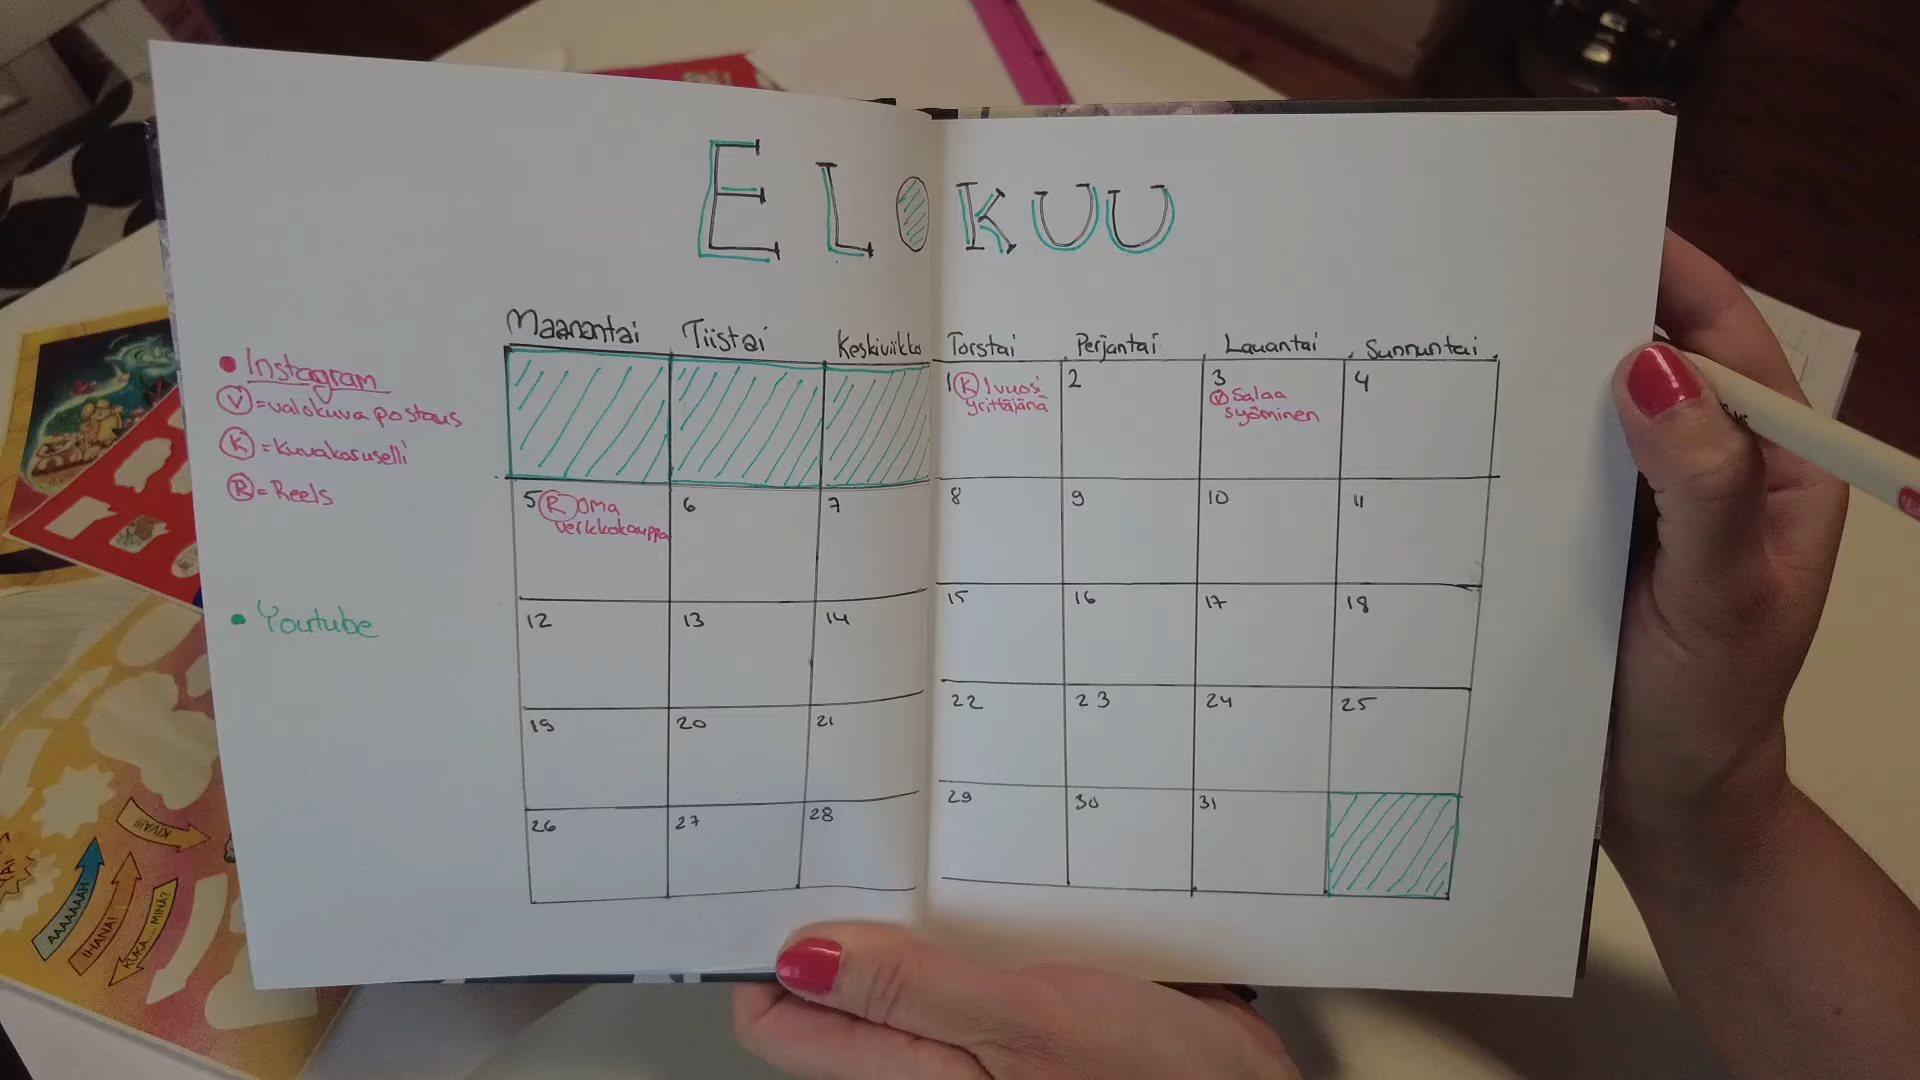 ELOKUU
• Instagram
V = valokuva postaus
K = Kuvakaruselli
R = Reels
• Youtube
Maanantai Tiistai Keskiviikko Torstai Perjantai Lauantai Sunnuntai
1 K 1 vuosi
yrittäjänä
2
3
V Salaa
syöminen
4
5 R Oma
verkkokauppa
6 7 8 9 10 11
12 13 14 15 16 17 18
19 20 21 22 23 24 25
26 27 28 29 30 31
KIVA!!!
AAAAAAH
IHANA!
KUKA... MINÄ?